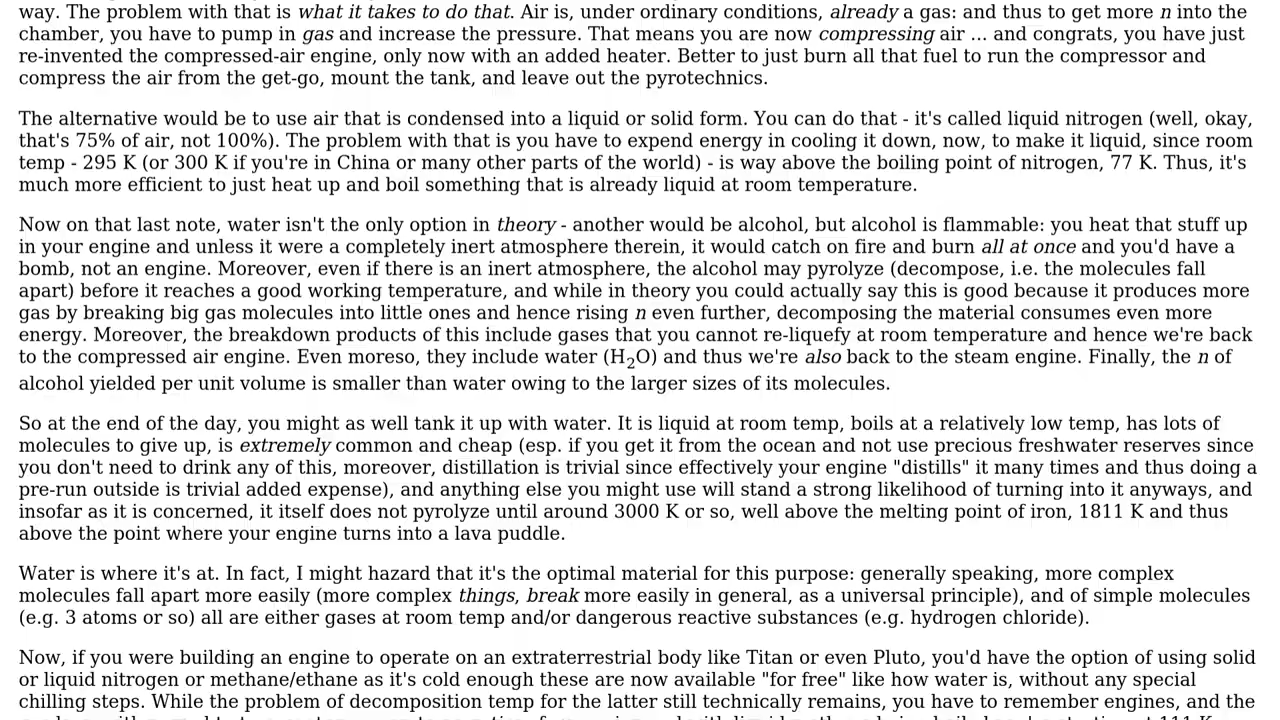 way. The problem with that is what it takes to do that. Air is, under ordinary conditions, already a gas: and thus to get more n into the
chamber, you have to pump in gas and increase the pressure. That means you are now compressing air ... and congrats, you have just
re-invented the compressed-air engine, only now with an added heater. Better to just burn all that fuel to run the compressor and
compress the air from the get-go, mount the tank, and leave out the pyrotechnics.
The alternative would be to use air that is condensed into a liquid or solid form. You can do that - it's called liquid nitrogen (well, okay,
that's 75% of air, not 100%). The problem with that is you have to expend energy in cooling it down, now, to make it liquid, since room
temp - 295 K (or 300 K if you're in China or many other parts of the world) - is way above the boiling point of nitrogen, 77 K. Thus, it's
much more efficient to just heat up and boil something that is already liquid at room temperature.
Now on that last note, water isn't the only option in theory - another would be alcohol, but alcohol is flammable: you heat that stuff up
in your engine and unless it were a completely inert atmosphere therein, it would catch on fire and burn all at once and you'd have a
bomb, not an engine. Moreover, even if there is an inert atmosphere, the alcohol may pyrolyze (decompose, i.e. the molecules fall
apart) before it reaches a good working temperature, and while in theory you could actually say this is good because it produces more
gas by breaking big gas molecules into little ones and hence rising n even further, decomposing the material consumes even more
energy. Moreover, the breakdown products of this include gases that you cannot re-liquefy at room temperature and hence we're back
to the compressed air engine. Even moreso, they include water (H₂O) and thus we're also back to the steam engine. Finally, the n of
alcohol yielded per unit volume is smaller than water owing to the larger sizes of its molecules.
So at the end of the day, you might as well tank it up with water. It is liquid at room temp, boils at a relatively low temp, has lots of
molecules to give up, is extremely common and cheap (esp. if you get it from the ocean and not use precious freshwater reserves since
you don't need to drink any of this, moreover, distillation is trivial since effectively your engine "distills" it many times and thus doing a
pre-run outside is trivial added expense), and anything else you might use will stand a strong likelihood of turning into it anyways, and
insofar as it is concerned, it itself does not pyrolyze until around 3000 K or so, well above the melting point of iron, 1811 K and thus
above the point where your engine turns into a lava puddle.
Water is where it's at. In fact, I might hazard that it's the optimal material for this purpose: generally speaking, more complex
molecules fall apart more easily (more complex things, break more easily in general, as a universal principle), and of simple molecules
(e.g. 3 atoms or so) all are either gases at room temp and/or dangerous reactive substances (e.g. hydrogen chloride).
Now, if you were building an engine to operate on an extraterrestrial body like Titan or even Pluto, you'd have the option of using solid
or liquid nitrogen or methane/ethane as it's cold enough these are now available "for free" like how water is, without any special
chilling steps. While the problem of decomposition temp for the latter still technically remains, you have to remember engines, and the